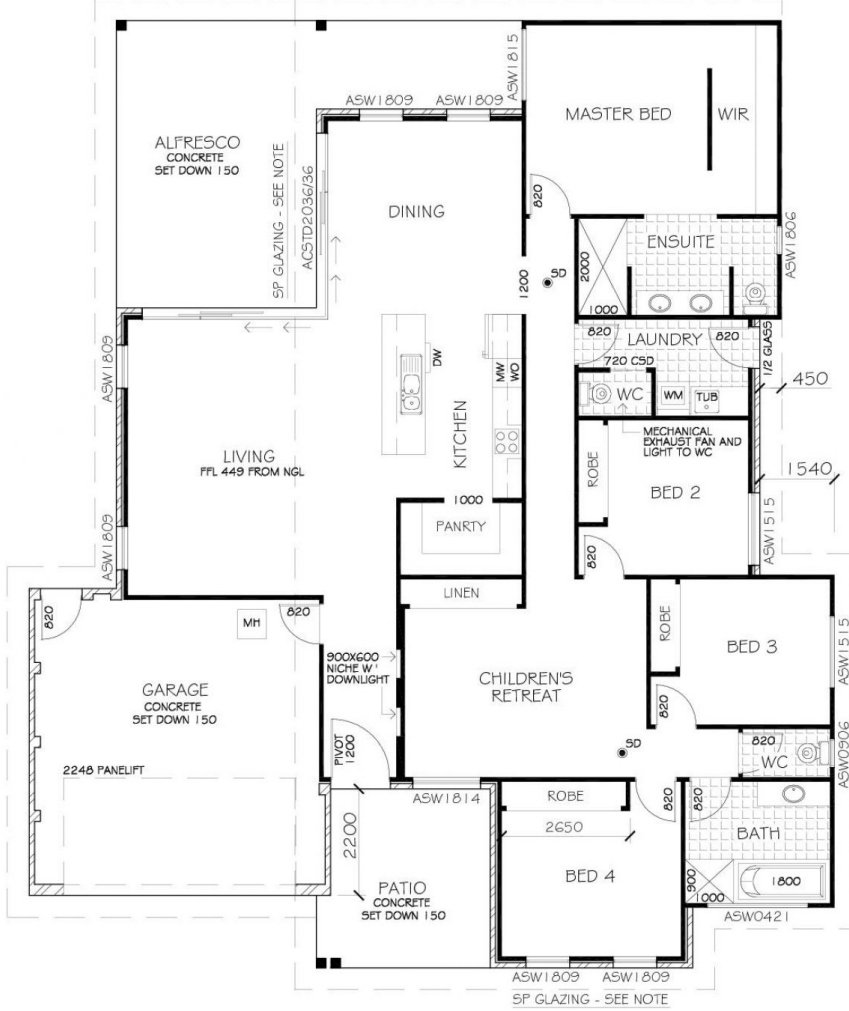 ASW1815
MASTER BED
WIR
ASW1809
ASW1809
ALFRESCO
CONCRETE
SET DOWN 150
SP GLAZING - SEE NOTE
ACSTD2036/36
DINING
820
ENSUITE
ASW1806
2000
1000
SD
1200
820
LAUNDRY
820
1/2 GLASS
720 CSD
WC
WM
TUB
450
ASW1809
DW
MW
WO
KITCHEN
MECHANICAL
EXHAUST FAN AND
LIGHT TO WC
1540
LIVING
FFL 449 FROM NGL
ROBE
BED 2
ASW1515
1000
PANRTY
ASW1809
820
LINEN
820
MH
820
ROBE
BED 3
ASW1515
900X600
NICHE W'
DOWNLIGHT
CHILDREN'S
RETREAT
GARAGE
CONCRETE
SET DOWN 150
820
SD
820
WC
ASW0906
PIVOT
1200
2248 PANELIFT
ASW1814
ROBE
820
820
2200
2650
BATH
BED 4
900
1000
1800
ASW0421
PATIO
CONCRETE
SET DOWN 150
ASW1809
ASW1809
SP GLAZING - SEE NOTE